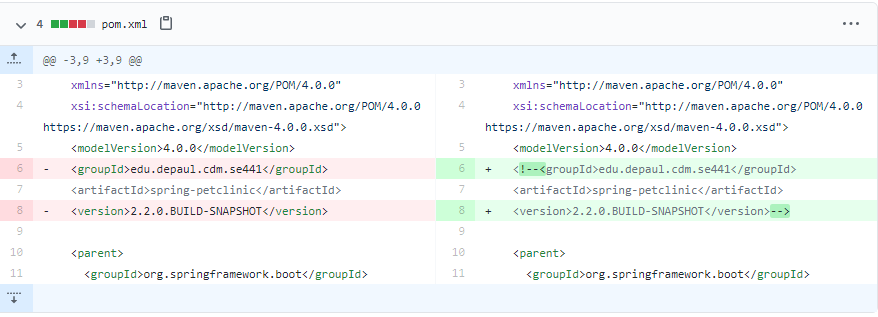 4 pom.xml
@@ -3,9 +3,9 @@
3 xmlns="http://maven.apache.org/POM/4.0.0"
4 xsi:schemaLocation="http://maven.apache.org/POM/4.0.0
https://maven.apache.org/xsd/maven-4.0.0.xsd">
5 <modelVersion>4.0.0</modelVersion>
6 - <groupId>edu.depaul.cdm.se441</groupId>
7 <artifactId>spring-petclinic</artifactId>
8 - <version>2.2.0.BUILD-SNAPSHOT</version>
9
10 <parent>
11 <groupId>org.springframework.boot</groupId>
3 xmlns="http://maven.apache.org/POM/4.0.0"
4 xsi:schemaLocation="http://maven.apache.org/POM/4.0.0
https://maven.apache.org/xsd/maven-4.0.0.xsd">
5 <modelVersion>4.0.0</modelVersion>
6 + <!--<groupId>edu.depaul.cdm.se441</groupId>
7 <artifactId>spring-petclinic</artifactId>
8 + <version>2.2.0.BUILD-SNAPSHOT</version>-->
9
10 <parent>
11 <groupId>org.springframework.boot</groupId>